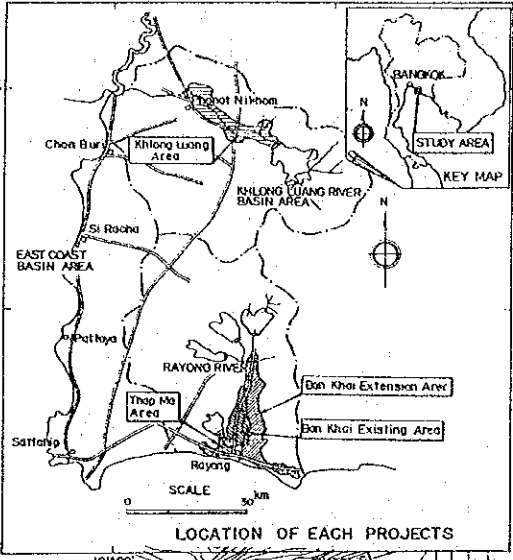 BANGKOK
N
STUDY AREA
KEY MAP
Phanat Nikhom
Chon Buri
Khlong Luang
Area
KHLONG LUANG RIVER
BASIN AREA
N
Si Racha
EAST COAST
BASIN AREA
Pattaya
RAYONG RIVER
Ban Khai Extension Area
Thap Ma
Area
Ban Khai Existing Area
Sattahip
Rayong
SCALE
0 30 km
LOCATION OF EACH PROJECTS